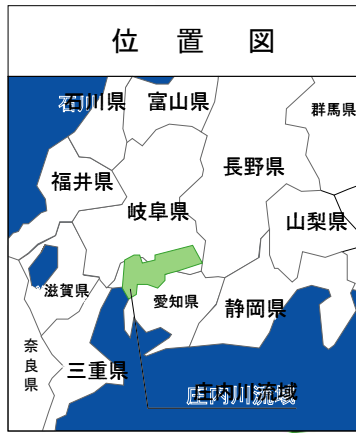 位置図
石川県
富山県
群馬県
福井県
長野県
岐阜県
山梨県
滋賀県
愛知県
静岡県
奈良県
三重県
庄内川流域